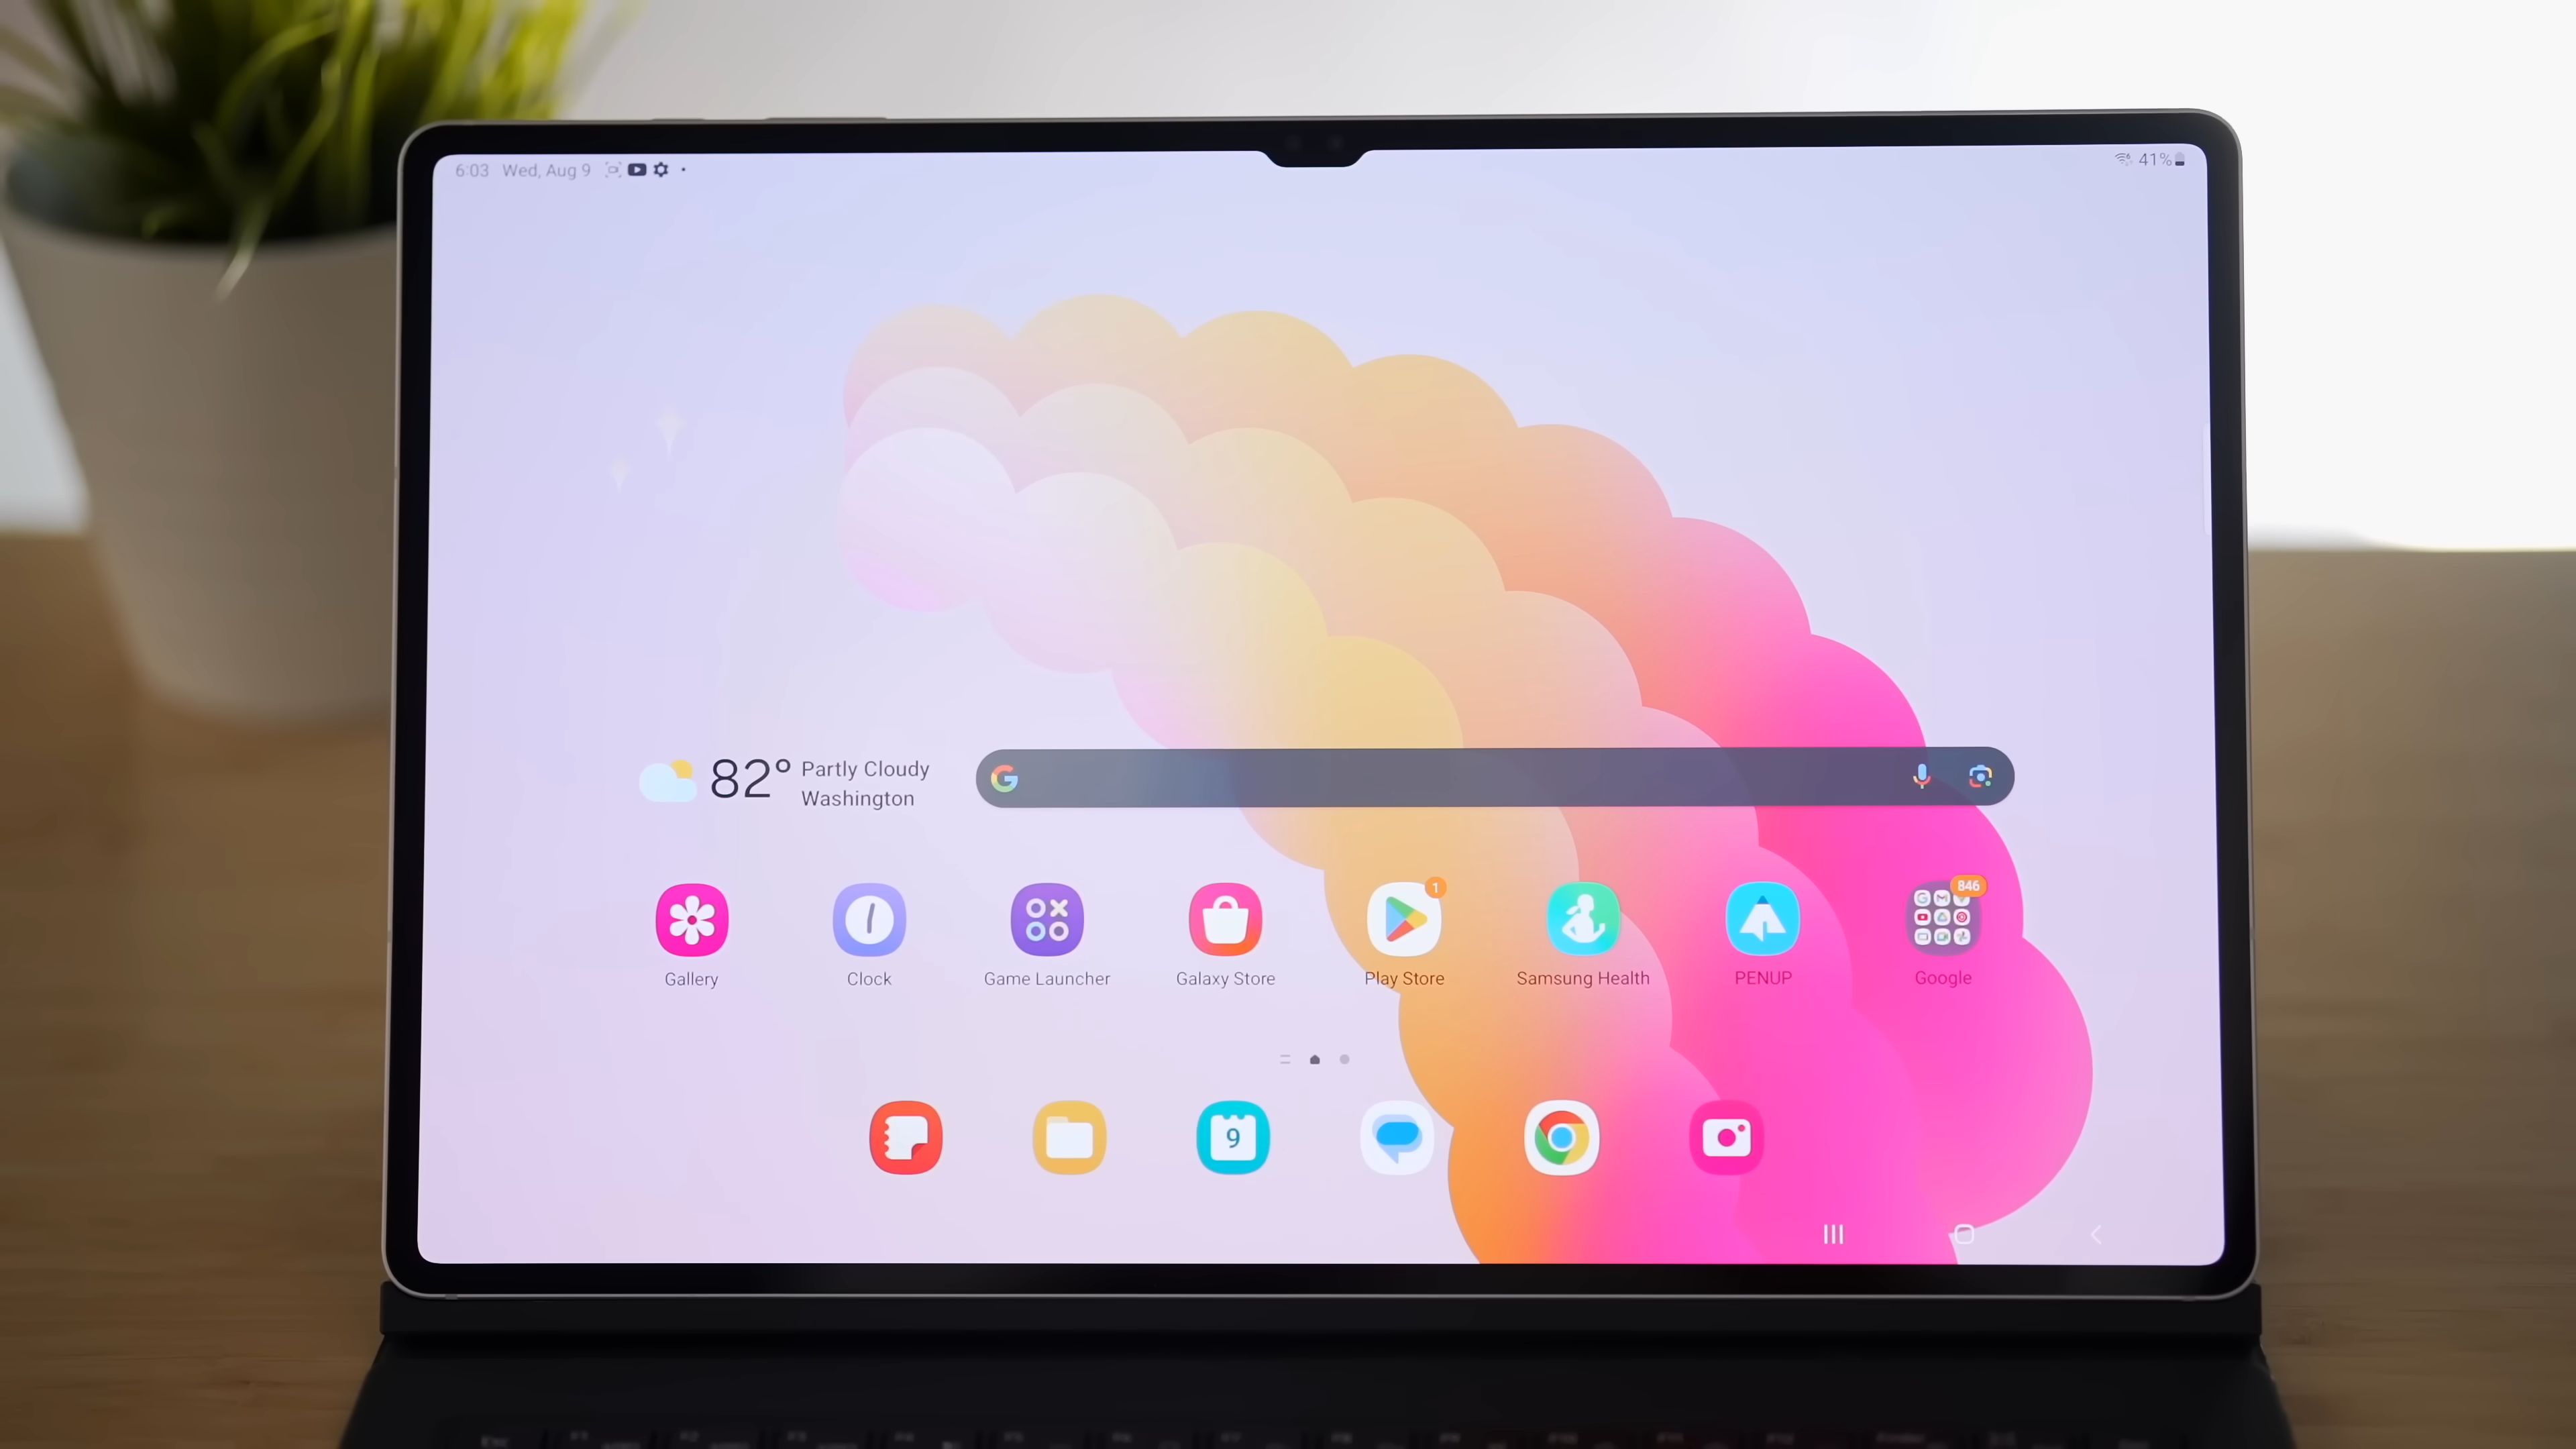 6:03 Wed, Aug 9
41%
82° Partly Cloudy
Washington
G
1
846
Gallery
Clock
Game Launcher
Galaxy Store
Play Store
Samsung Health
PENUP
Google
9